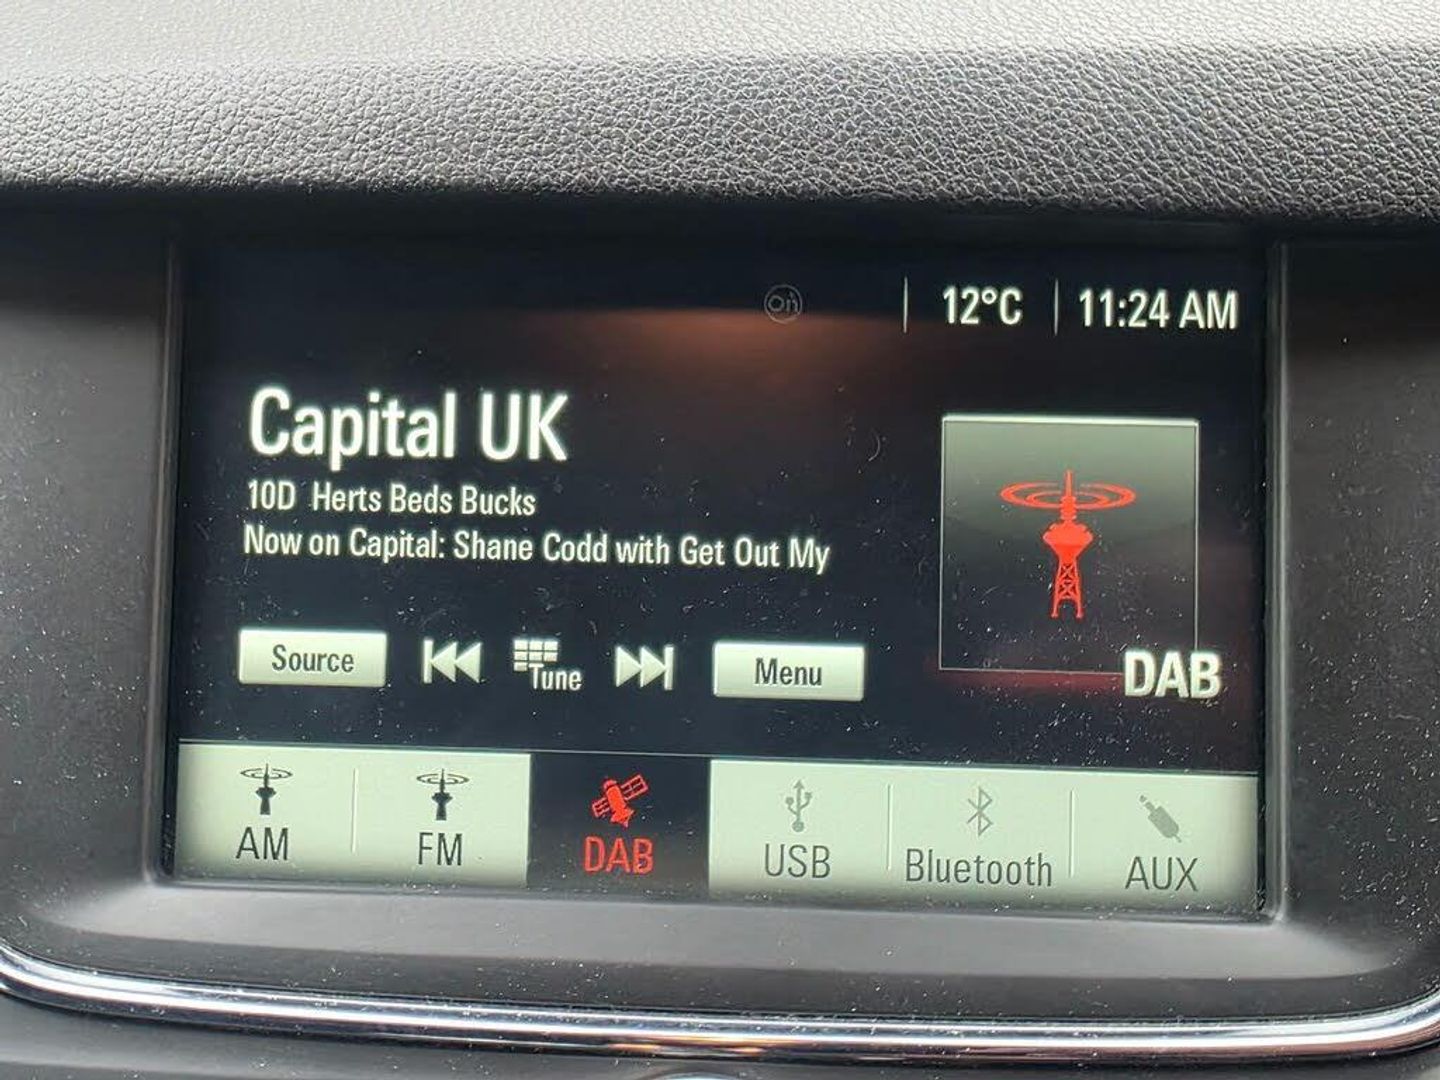 On
12°C
11:24 AM
Capital UK
10D Herts Beds Bucks
Now on Capital: Shane Codd with Get Out My
Source
Tune
Menu
DAB
AM
FM
DAB
USB
Bluetooth
AUX